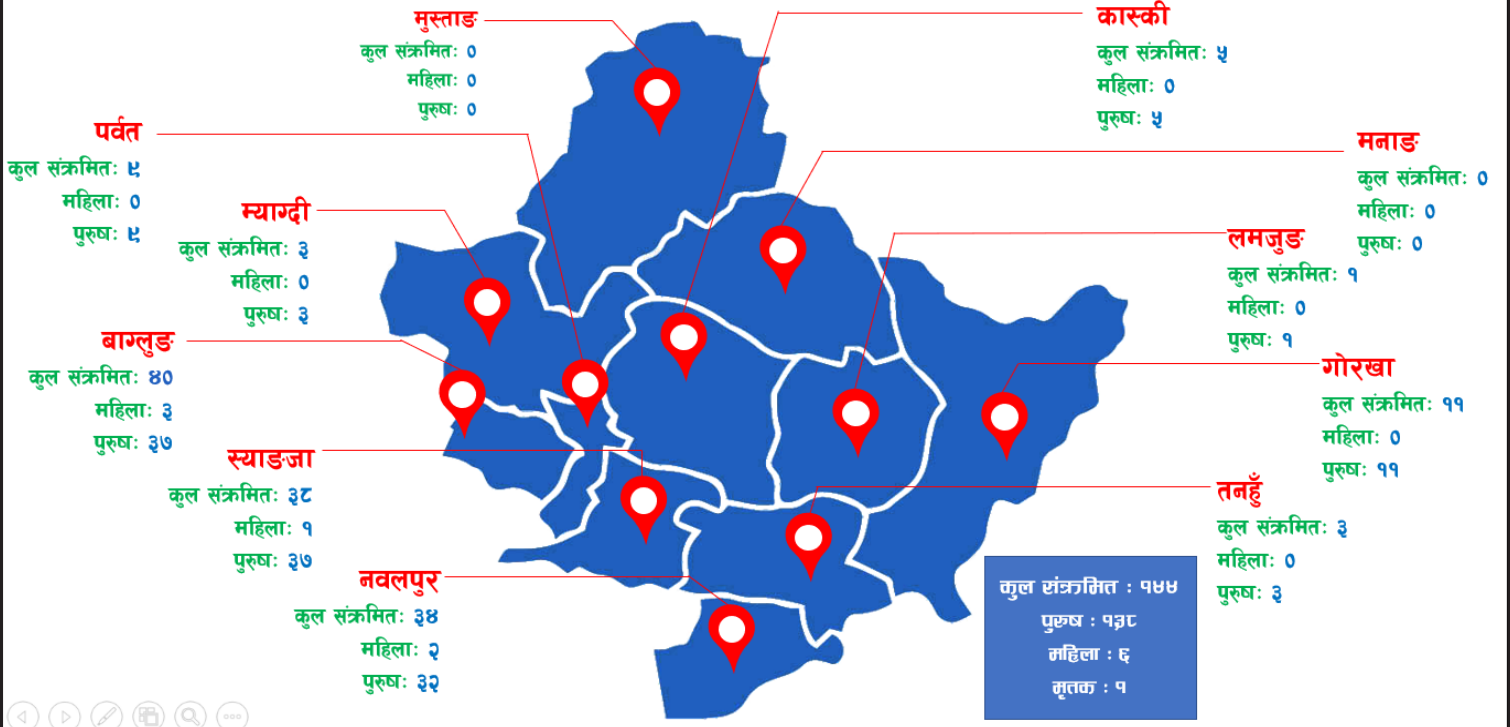 मुस्ताङ
कुल संक्रमितः ०
महिलाः ०
पुरुषः ०
कास्की
कुल संक्रमितः ५
महिलाः ०
पुरुषः ५
पर्वत
कुल संक्रमितः ९
महिलाः ०
पुरुषः ९
मनाङ
कुल संक्रमितः ०
महिलाः ०
पुरुषः ०
म्याग्दी
कुल संक्रमितः ३
महिलाः ०
पुरुषः ३
लमजुङ
कुल संक्रमितः १
महिलाः ०
पुरुषः १
बाग्लुङ
कुल संक्रमितः ४०
महिलाः ३
पुरुषः ३७
गोरखा
कुल संक्रमितः ११
महिलाः ०
पुरुषः ११
स्याङजा
कुल संक्रमितः ३८
महिलाः १
पुरुषः ३७
तनहुँ
कुल संक्रमितः ३
महिलाः ०
पुरुषः ३
नवलपुर
कुल संक्रमितः ३४
महिलाः २
पुरुषः ३२
कुल संक्रमित : १४४
पुरुष : १३८
महिला : ६
मृतक : १